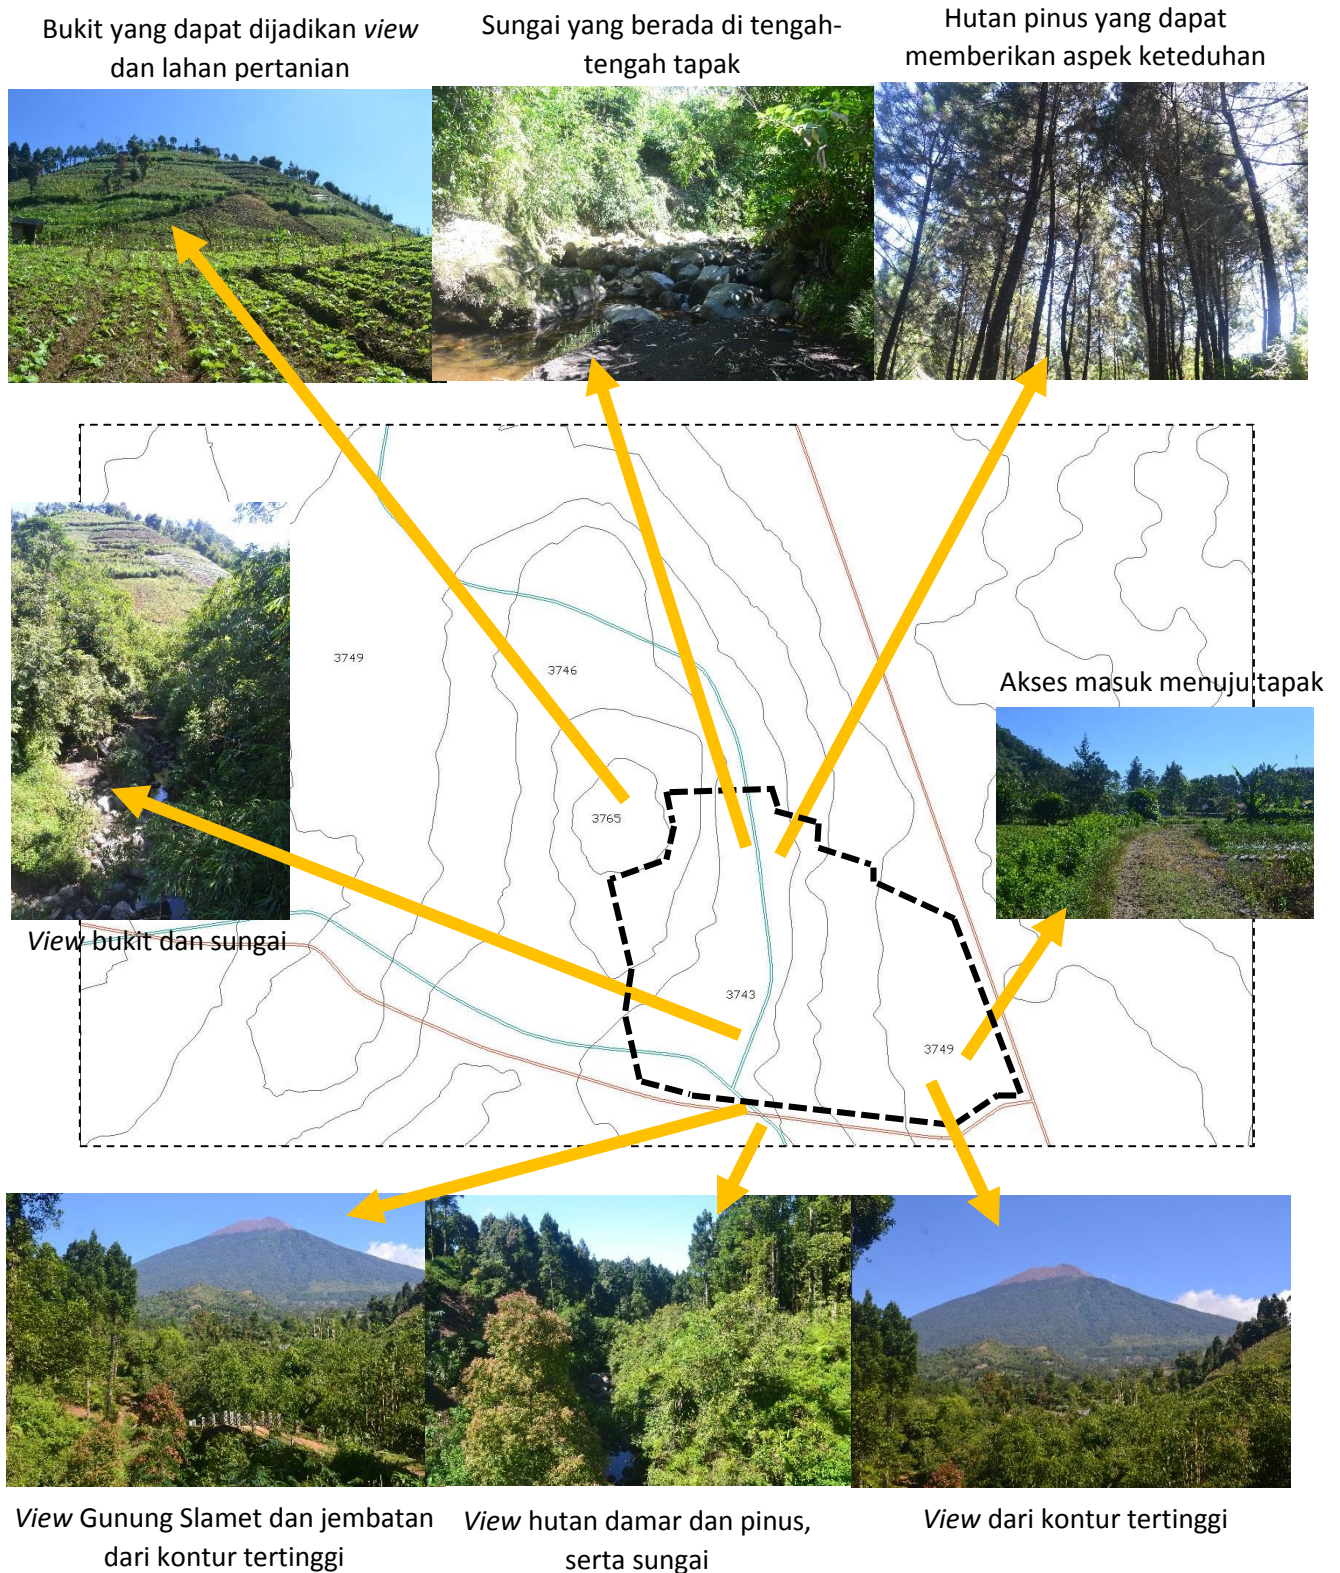 Bukit yang dapat dijadikan view
dan lahan pertanian
Sungai yang berada di tengah-
tengah tapak
Hutan pinus yang dapat
memberikan aspek keteduhan
3749
3746
Akses masuk menuju tapak
3765
View bukit dan sungai
3743
3749
View Gunung Slamet dan jembatan
dari kontur tertinggi
View hutan damar dan pinus,
serta sungai
View dari kontur tertinggi